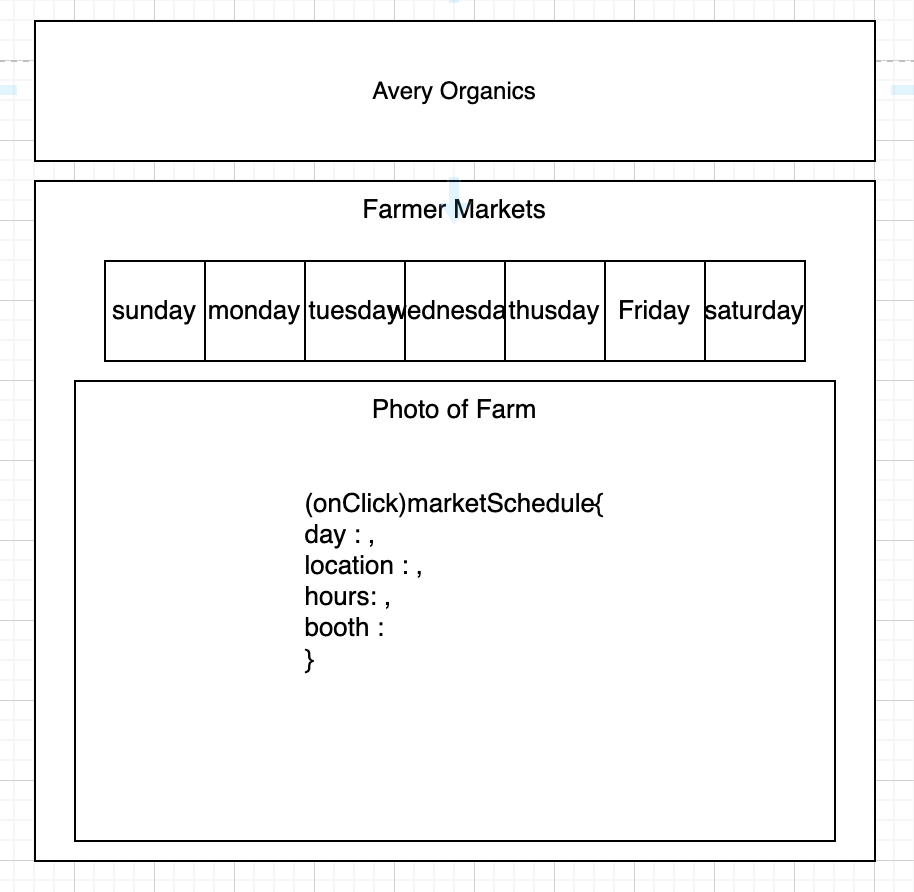 Avery Organics
Farmer Markets
sunday monday tuesday wednesda thusday Friday saturday
Photo of Farm
(onClick)marketSchedule{
day : ,
location : ,
hours: ,
booth :
}